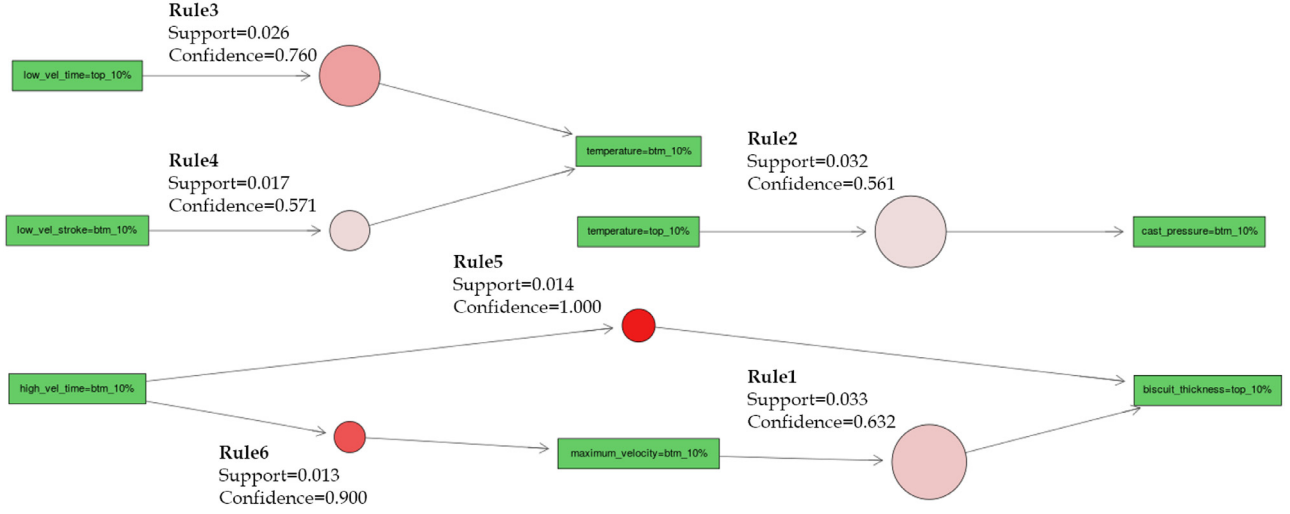 Rule3
Support=0.026
Confidence=0.760
low_vel_time=top_10%
Rule4
Support=0.017
Confidence=0.571
low_vel_stroke=btm_10%
temperature=btm_10%
Rule2
Support=0.032
Confidence=0.561
temperature=top_10%
cast_pressure=btm_10%
Rule5
Support=0.014
Confidence=1.000
high_vel_time=btm_10%
Rule6
Support=0.013
Confidence=0.900
maximum_velocity=btm_10%
Rule1
Support=0.033
Confidence=0.632
biscuit_thickness=top_10%